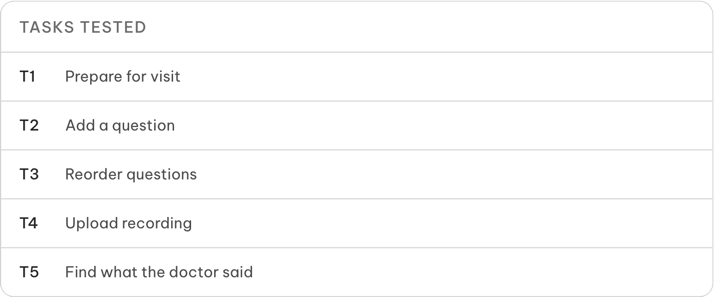 TASKS TESTED
T1 Prepare for visit
T2 Add a question
T3 Reorder questions
T4 Upload recording
T5 Find what the doctor said